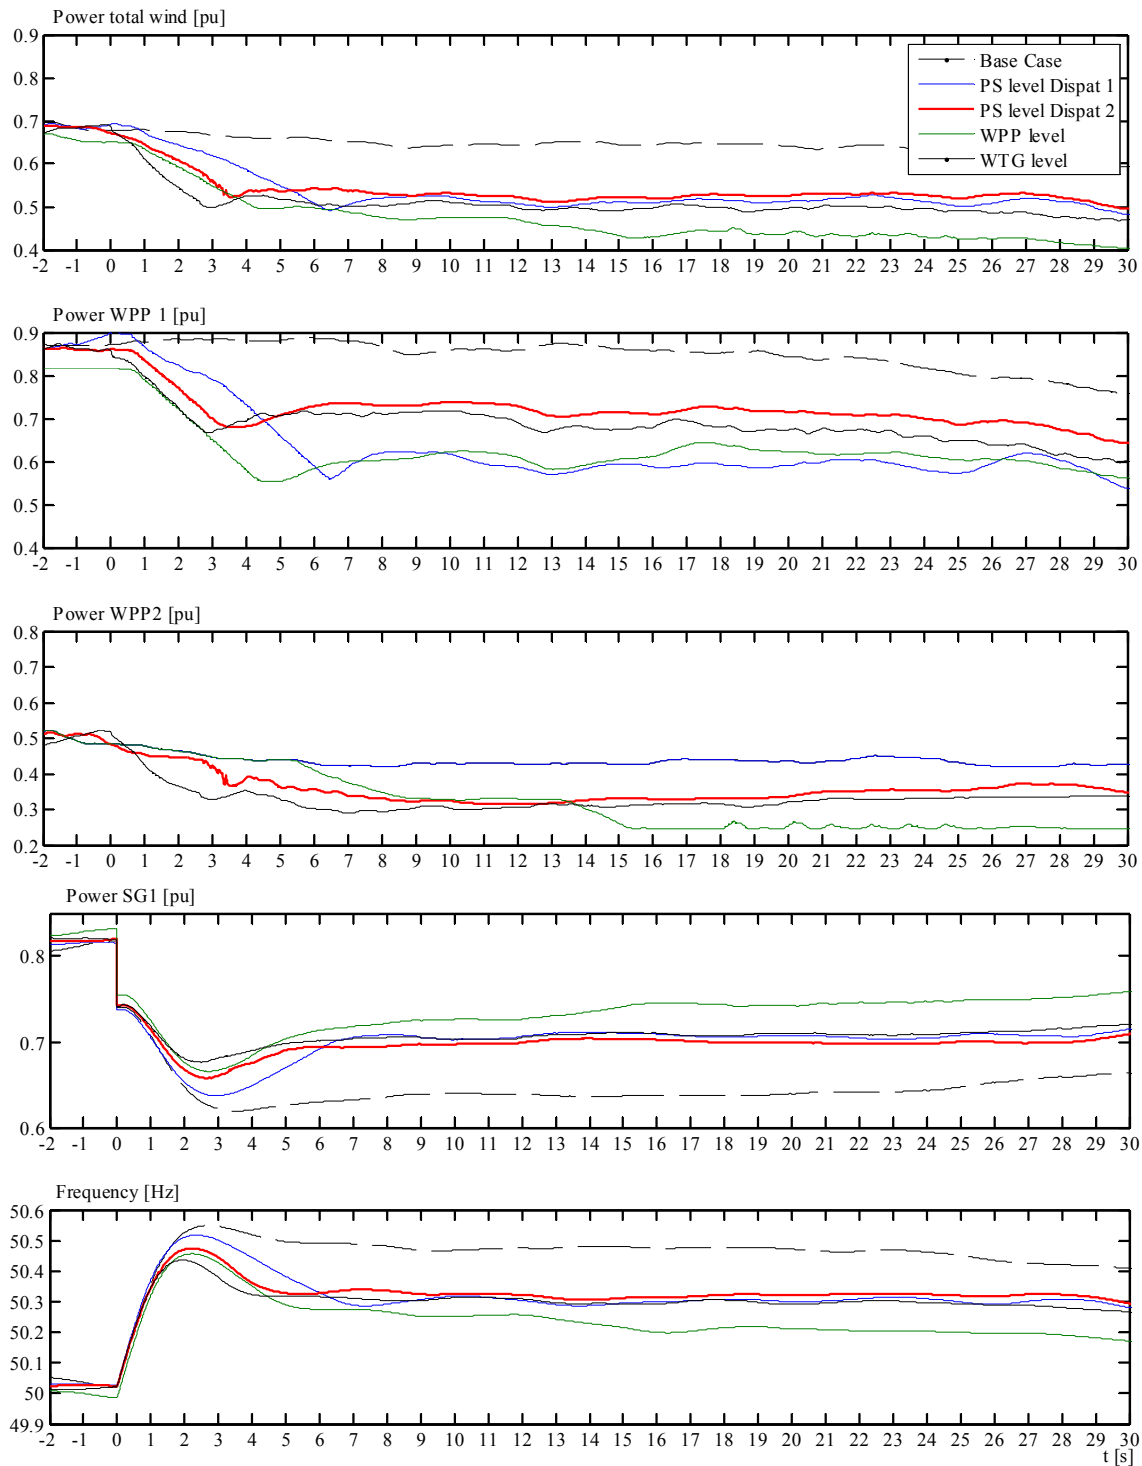 Power total wind [pu]
0.9
0.8
0.7
0.6
0.5
0.4
Base Case
PS level Dispat 1
PS level Dispat 2
WPP level
WTG level
-2 -1 0 1 2 3 4 5 6 7 8 9 10 11 12 13 14 15 16 17 18 19 20 21 22 23 24 25 26 27 28 29 30
Power WPP 1 [pu]
0.9
0.8
0.7
0.6
0.5
0.4
-2 -1 0 1 2 3 4 5 6 7 8 9 10 11 12 13 14 15 16 17 18 19 20 21 22 23 24 25 26 27 28 29 30
Power WPP2 [pu]
0.8
0.7
0.6
0.5
0.4
0.3
0.2
-2 -1 0 1 2 3 4 5 6 7 8 9 10 11 12 13 14 15 16 17 18 19 20 21 22 23 24 25 26 27 28 29 30
Power SG1 [pu]
0.8
0.7
0.6
-2 -1 0 1 2 3 4 5 6 7 8 9 10 11 12 13 14 15 16 17 18 19 20 21 22 23 24 25 26 27 28 29 30
Frequency [Hz]
50.6
50.5
50.4
50.3
50.2
50.1
50
49.9
-2 -1 0 1 2 3 4 5 6 7 8 9 10 11 12 13 14 15 16 17 18 19 20 21 22 23 24 25 26 27 28 29 30
t [s]